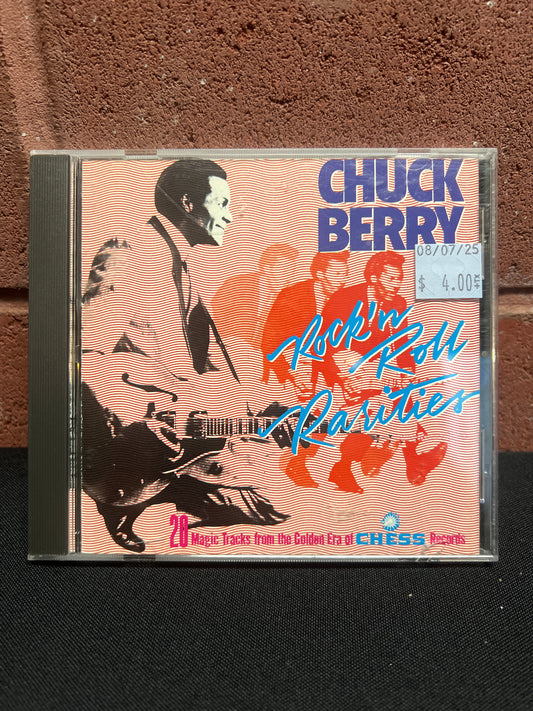 CHUCK
BERRY
08/07/25
$ 4.00
Rock'n
Roll
Rarities
20 Magic Tracks from the Golden Era of CHESS Records